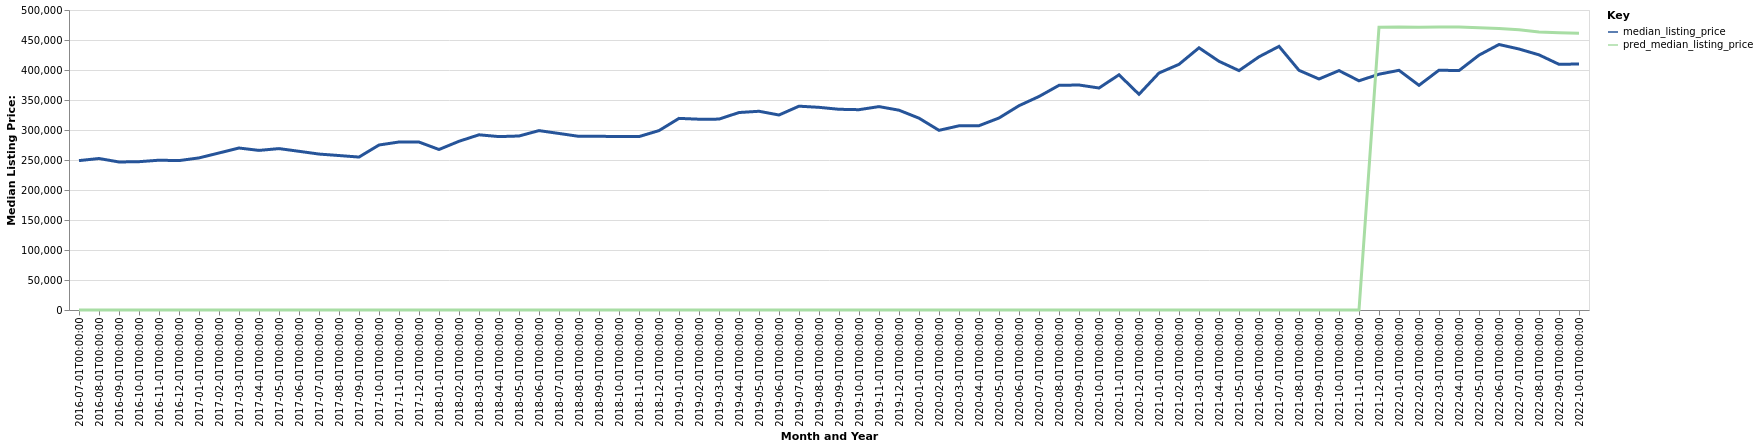 500,000
450,000
400,000
350,000
300,000
250,000
200,000
150,000
100,000
50,000
0
Median Listing Price:
2016-07-01T00:00:00
2016-08-01T00:00:00
2016-09-01T00:00:00
2016-10-01T00:00:00
2016-11-01T00:00:00
2016-12-01T00:00:00
2017-01-01T00:00:00
2017-02-01T00:00:00
2017-03-01T00:00:00
2017-04-01T00:00:00
2017-05-01T00:00:00
2017-06-01T00:00:00
2017-07-01T00:00:00
2017-08-01T00:00:00
2017-09-01T00:00:00
2017-10-01T00:00:00
2017-11-01T00:00:00
2017-12-01T00:00:00
2018-01-01T00:00:00
2018-02-01T00:00:00
2018-03-01T00:00:00
2018-04-01T00:00:00
2018-05-01T00:00:00
2018-06-01T00:00:00
2018-07-01T00:00:00
2018-08-01T00:00:00
2018-09-01T00:00:00
2018-10-01T00:00:00
2018-11-01T00:00:00
2018-12-01T00:00:00
2019-01-01T00:00:00
2019-02-01T00:00:00
2019-03-01T00:00:00
2019-04-01T00:00:00
2019-05-01T00:00:00
2019-06-01T00:00:00
2019-07-01T00:00:00
2019-08-01T00:00:00
2019-09-01T00:00:00
2019-10-01T00:00:00
2019-11-01T00:00:00
2019-12-01T00:00:00
2020-01-01T00:00:00
2020-02-01T00:00:00
2020-03-01T00:00:00
2020-04-01T00:00:00
2020-05-01T00:00:00
2020-06-01T00:00:00
2020-07-01T00:00:00
2020-08-01T00:00:00
2020-09-01T00:00:00
2020-10-01T00:00:00
2020-11-01T00:00:00
2020-12-01T00:00:00
2021-01-01T00:00:00
2021-02-01T00:00:00
2021-03-01T00:00:00
2021-04-01T00:00:00
2021-05-01T00:00:00
2021-06-01T00:00:00
2021-07-01T00:00:00
2021-08-01T00:00:00
2021-09-01T00:00:00
2021-10-01T00:00:00
2021-11-01T00:00:00
2021-12-01T00:00:00
2022-01-01T00:00:00
2022-02-01T00:00:00
2022-03-01T00:00:00
2022-04-01T00:00:00
2022-05-01T00:00:00
2022-06-01T00:00:00
2022-07-01T00:00:00
2022-08-01T00:00:00
2022-09-01T00:00:00
2022-10-01T00:00:00
Month and Year
Key
median_listing_price
pred_median_listing_price